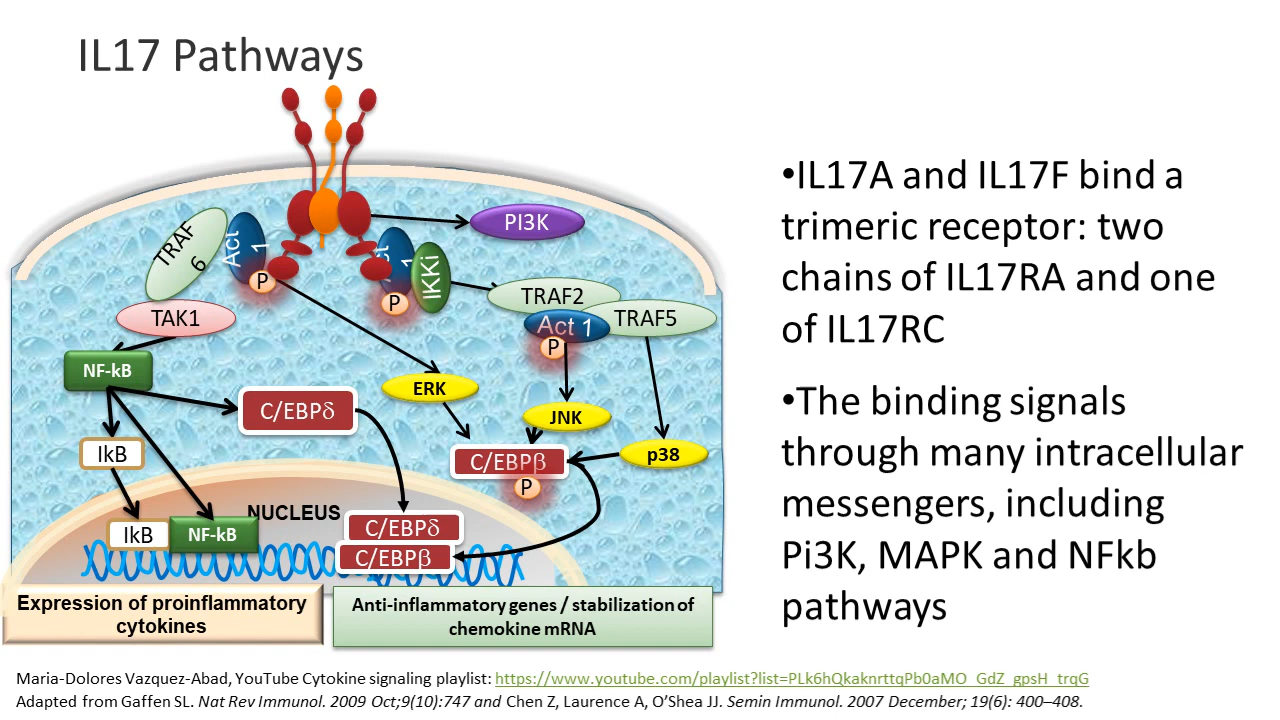 IL17 Pathways
TRAF
6
Act
1
P
Act
1
P
IKKi
PI3K
TRAF2
TRAF5
Act 1
P
TAK1
NF-kB
ERK
JNK
p38
C/EBPδ
IkB
C/EBPβ
P
NUCLEUS
IkB
NF-kB
C/EBPδ
C/EBPβ
Expression of proinflammatory
cytokines
Anti-inflammatory genes / stabilization of
chemokine mRNA
•IL17A and IL17F bind a
trimeric receptor: two
chains of IL17RA and one
of IL17RC
•The binding signals
through many intracellular
messengers, including
Pi3K, MAPK and NFkb
pathways
Maria-Dolores Vazquez-Abad, YouTube Cytokine signaling playlist: https://www.youtube.com/playlist?list=PLk6hQkaknrttqPb0aMO_GdZ_gpsH_trqG
Adapted from Gaffen SL. Nat Rev Immunol. 2009 Oct;9(10):747 and Chen Z, Laurence A, O’Shea JJ. Semin Immunol. 2007 December; 19(6): 400–408.